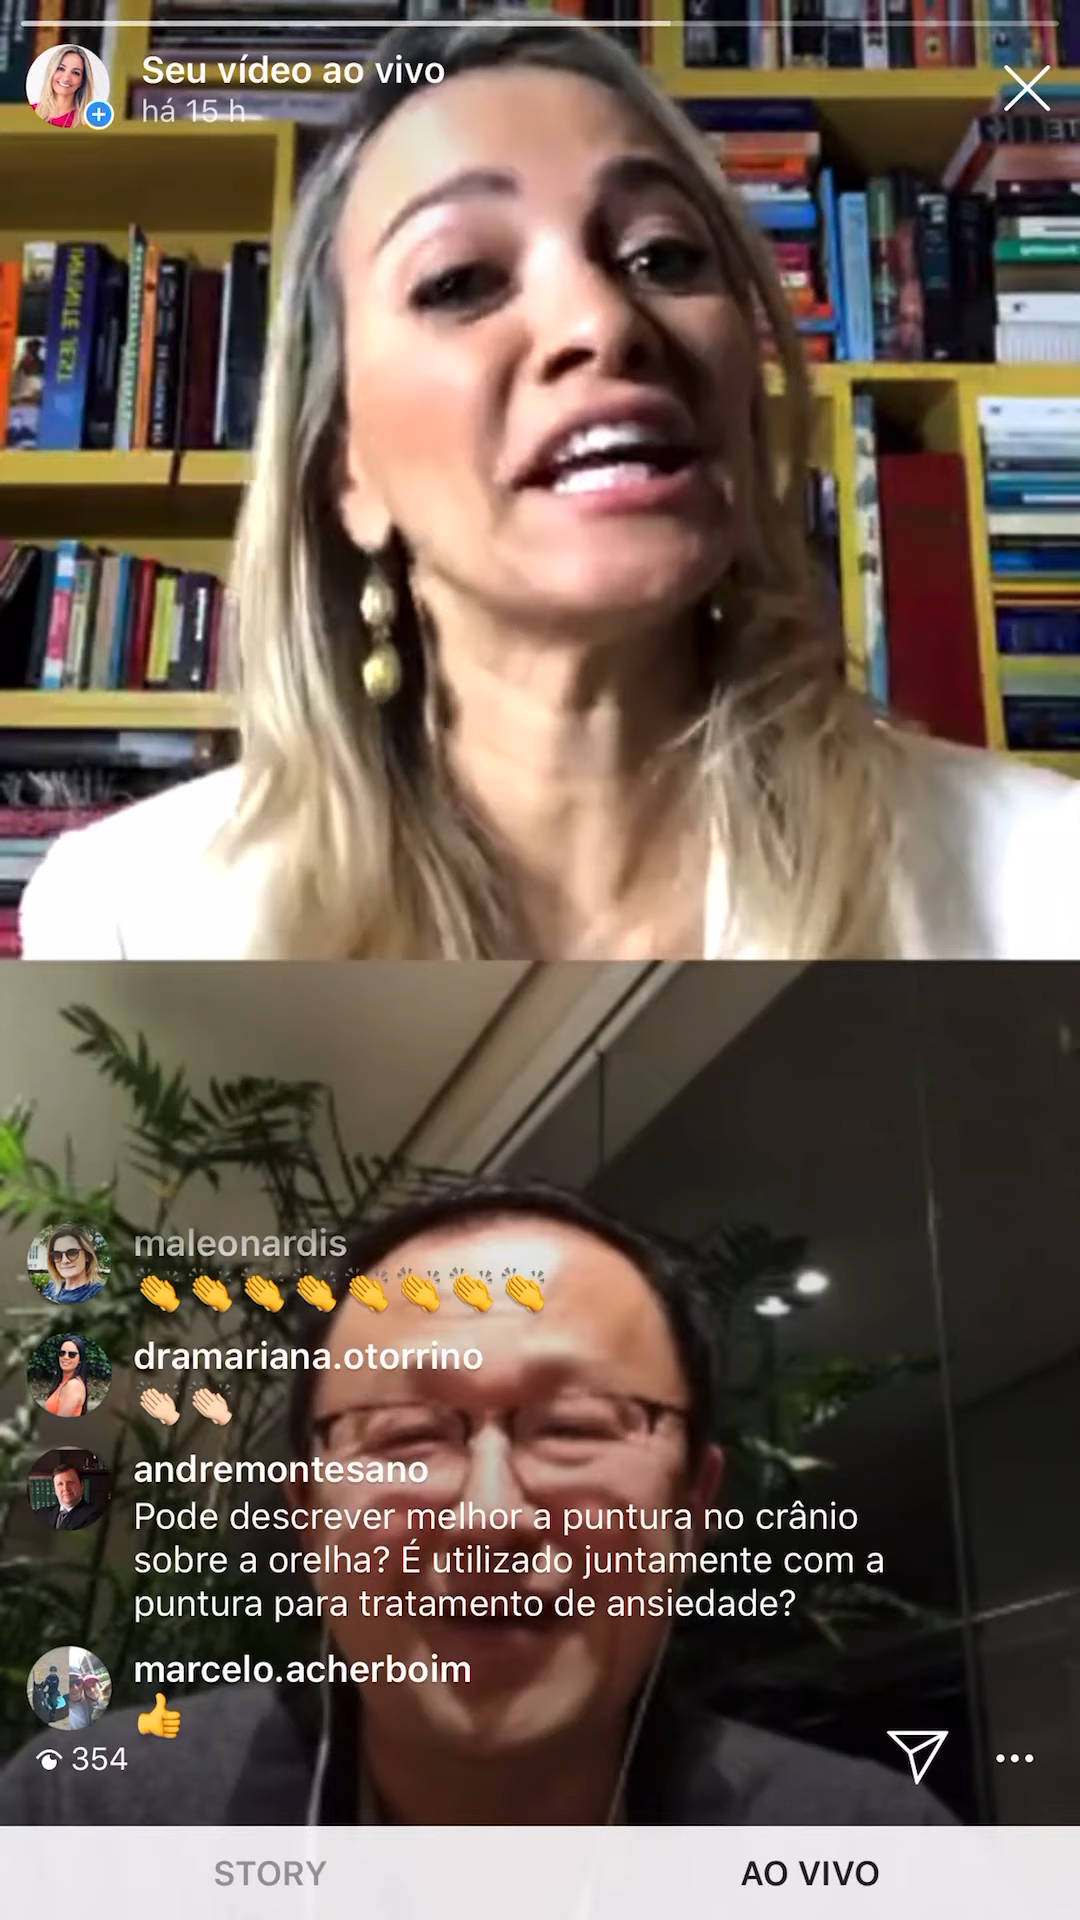 Seu vídeo ao vivo
há 15 h
maleonardis
👏👏👏👏👏👏👏👏
dramariana.otorrino
👏🏻👏🏻
andremontesano
Pode descrever melhor a puntura no crânio
sobre a orelha? É utilizado juntamente com a
puntura para tratamento de ansiedade?
marcelo.acherboim
👍
354
STORY
AO VIVO